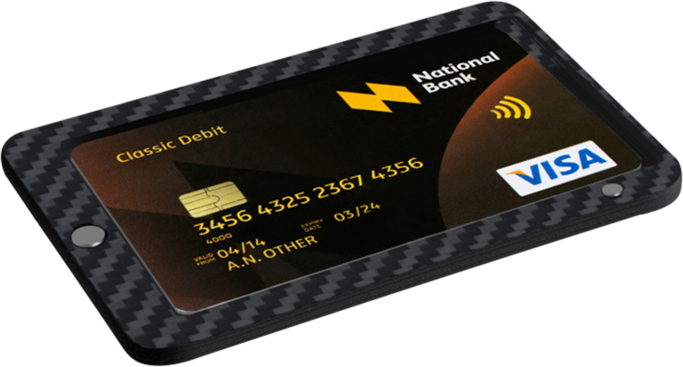 National
Bank
Classic Debit
VISA
3456 4325 2367 4356
4000
VALID
FROM 04/14
EXPIRY
DATE 03/24
A.N. OTHER